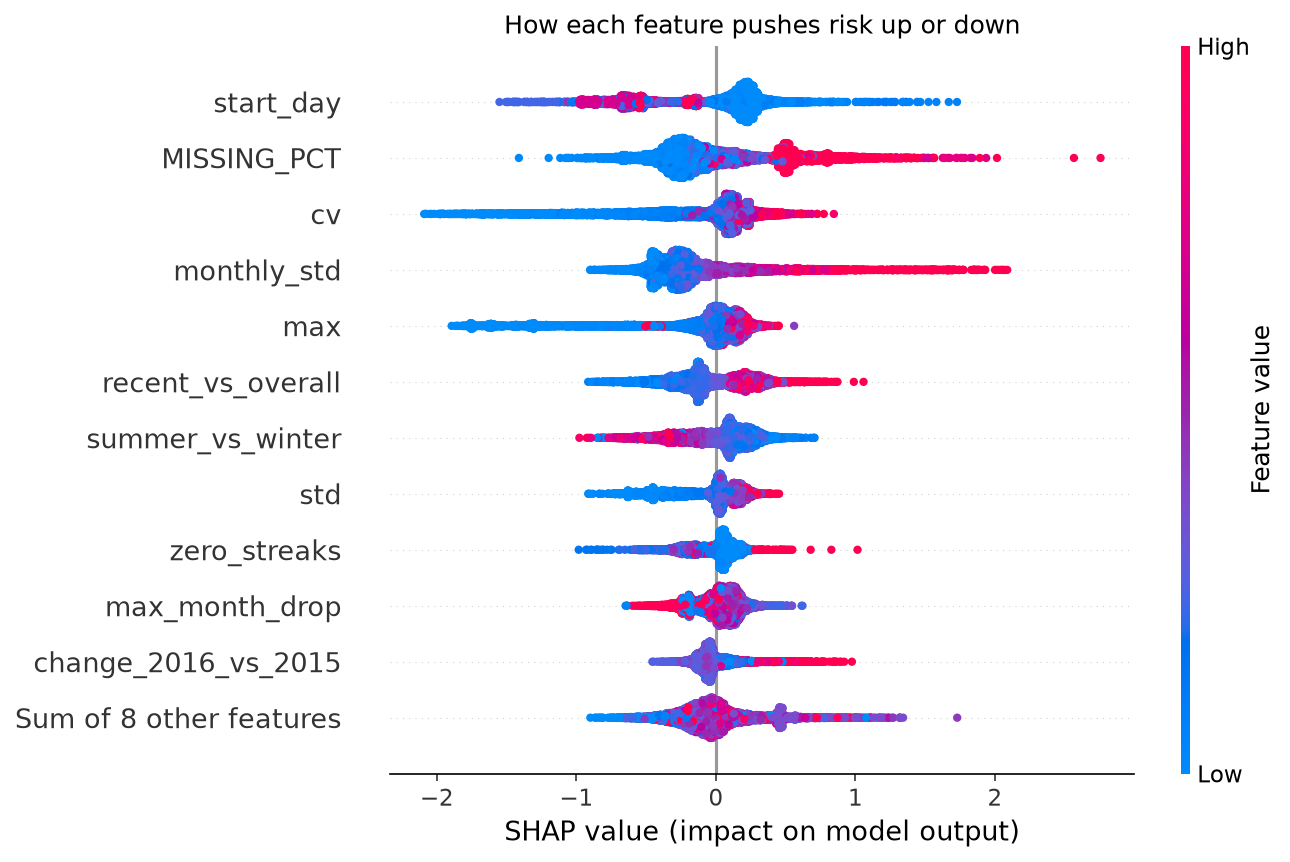 How each feature pushes risk up or down
High
start_day
MISSING_PCT
cv
monthly_std
max
recent_vs_overall
summer_vs_winter
std
zero_streaks
max_month_drop
change_2016_vs_2015
Sum of 8 other features
Feature value
Low
−2 −1 0 1 2
SHAP value (impact on model output)